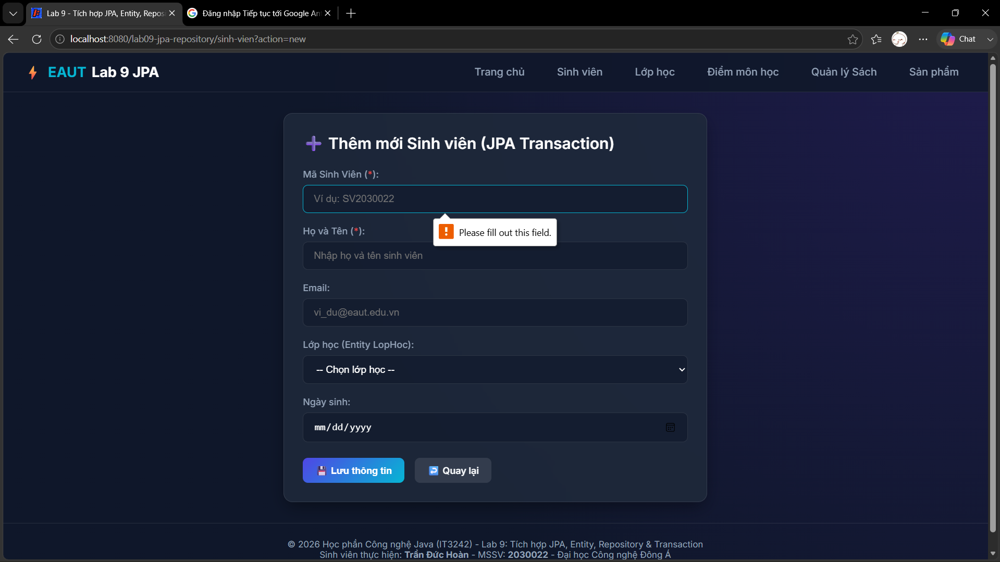 Lab 9 - Tích hợp JPA, Entity, Repos
Đăng nhập Tiếp tục tới Google An
localhost:8080/lab09-jpa-repository/sinh-vien?action=new
Chat
EAUT Lab 9 JPA
Trang chủ
Sinh viên
Lớp học
Điểm môn học
Quản lý Sách
Sản phẩm
Thêm mới Sinh viên (JPA Transaction)
Mã Sinh Viên (*):
Ví dụ: SV2030022
Please fill out this field.
Họ và Tên (*):
Nhập họ và tên sinh viên
Email:
vi_du@eaut.edu.vn
Lớp học (Entity LopHoc):
-- Chọn lớp học --
Ngày sinh:
mm/dd/yyyy
Lưu thông tin
Quay lại
© 2026 Học phần Công nghệ Java (IT3242) - Lab 9: Tích hợp JPA, Entity, Repository & Transaction
Sinh viên thực hiện: Trần Đức Hoàn - MSSV: 2030022 - Đại học Công nghệ Đông Á